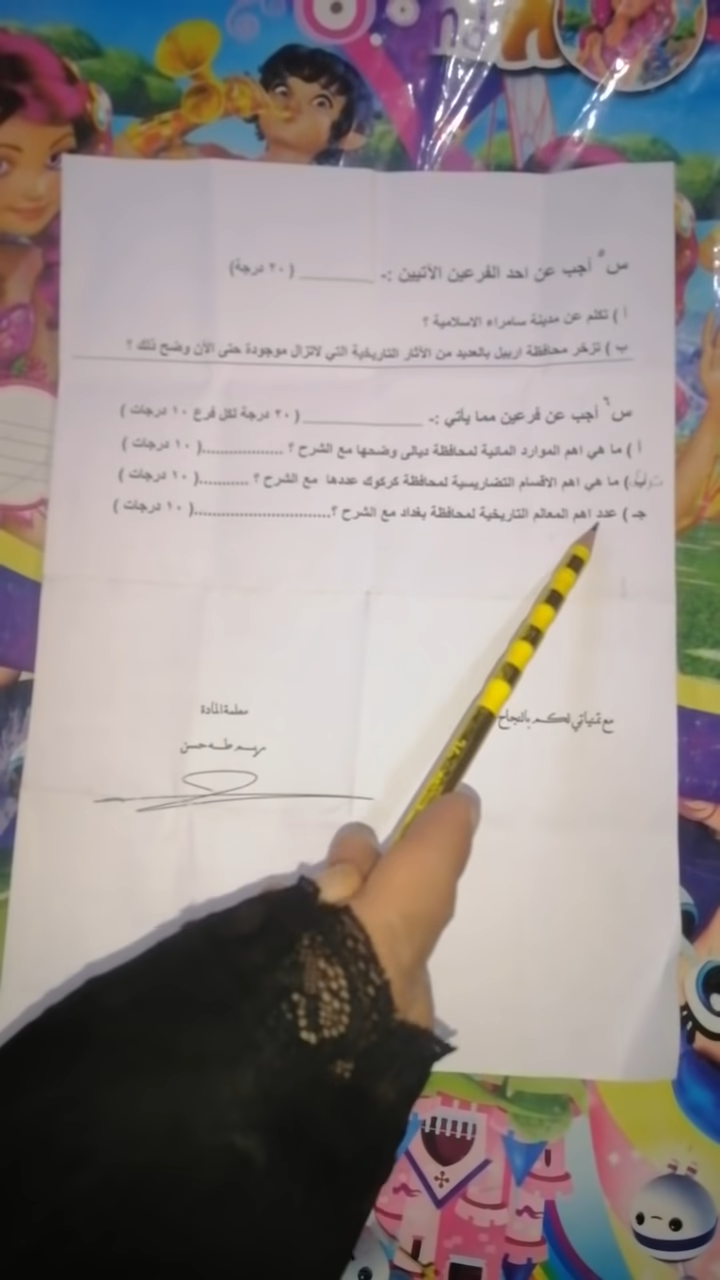 س٥ أجب عن احد الفرعين الآتيين :- ________ ( ٢٠ درجة)
أ ) تكلم عن مدينة سامراء الاسلامية ؟
ب ) تزخر محافظة اربيل بالعديد من الآثار التاريخية التي لاتزال موجودة حتى الآن وضح ذلك ؟
س٦ أجب عن فرعين مما يأتي :- ____________ ( ٢٠ درجة لكل فرع ١٠ درجات )
أ ) ما هي اهم الموارد المائية لمحافظة ديالى وضحها مع الشرح ؟ ................( ١٠ درجات )
ب ) ما هي اهم الاقسام التضاريسية لمحافظة كركوك عددها مع الشرح ؟ ..........( ١٠ درجات )
جـ ) عدد اهم المعالم التاريخية لمحافظة بغداد مع الشرح ؟ ...........................( ١٠ درجات )
مع تمنياتي لكم بالنجاح
معلمة المادة
طه حسن